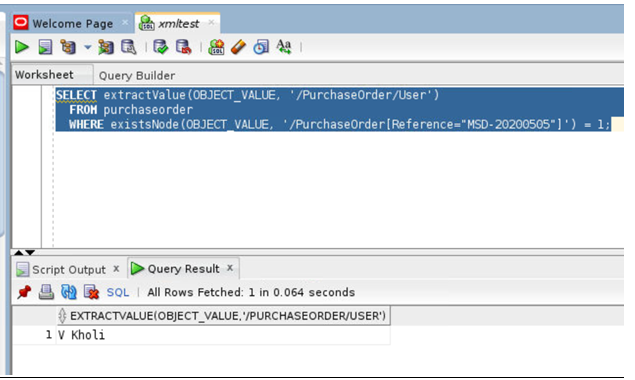 Welcome Page × xmltest ×
Worksheet Query Builder
SELECT extractValue(OBJECT_VALUE, '/PurchaseOrder/User')
FROM purchaseorder
WHERE existsNode(OBJECT_VALUE, '/PurchaseOrder[Reference="MSD-20200505"]') = 1;
Script Output × Query Result ×
SQL | All Rows Fetched: 1 in 0.064 seconds
EXTRACTVALUE(OBJECT_VALUE,'/PURCHASEORDER/USER')
1 V Kholi